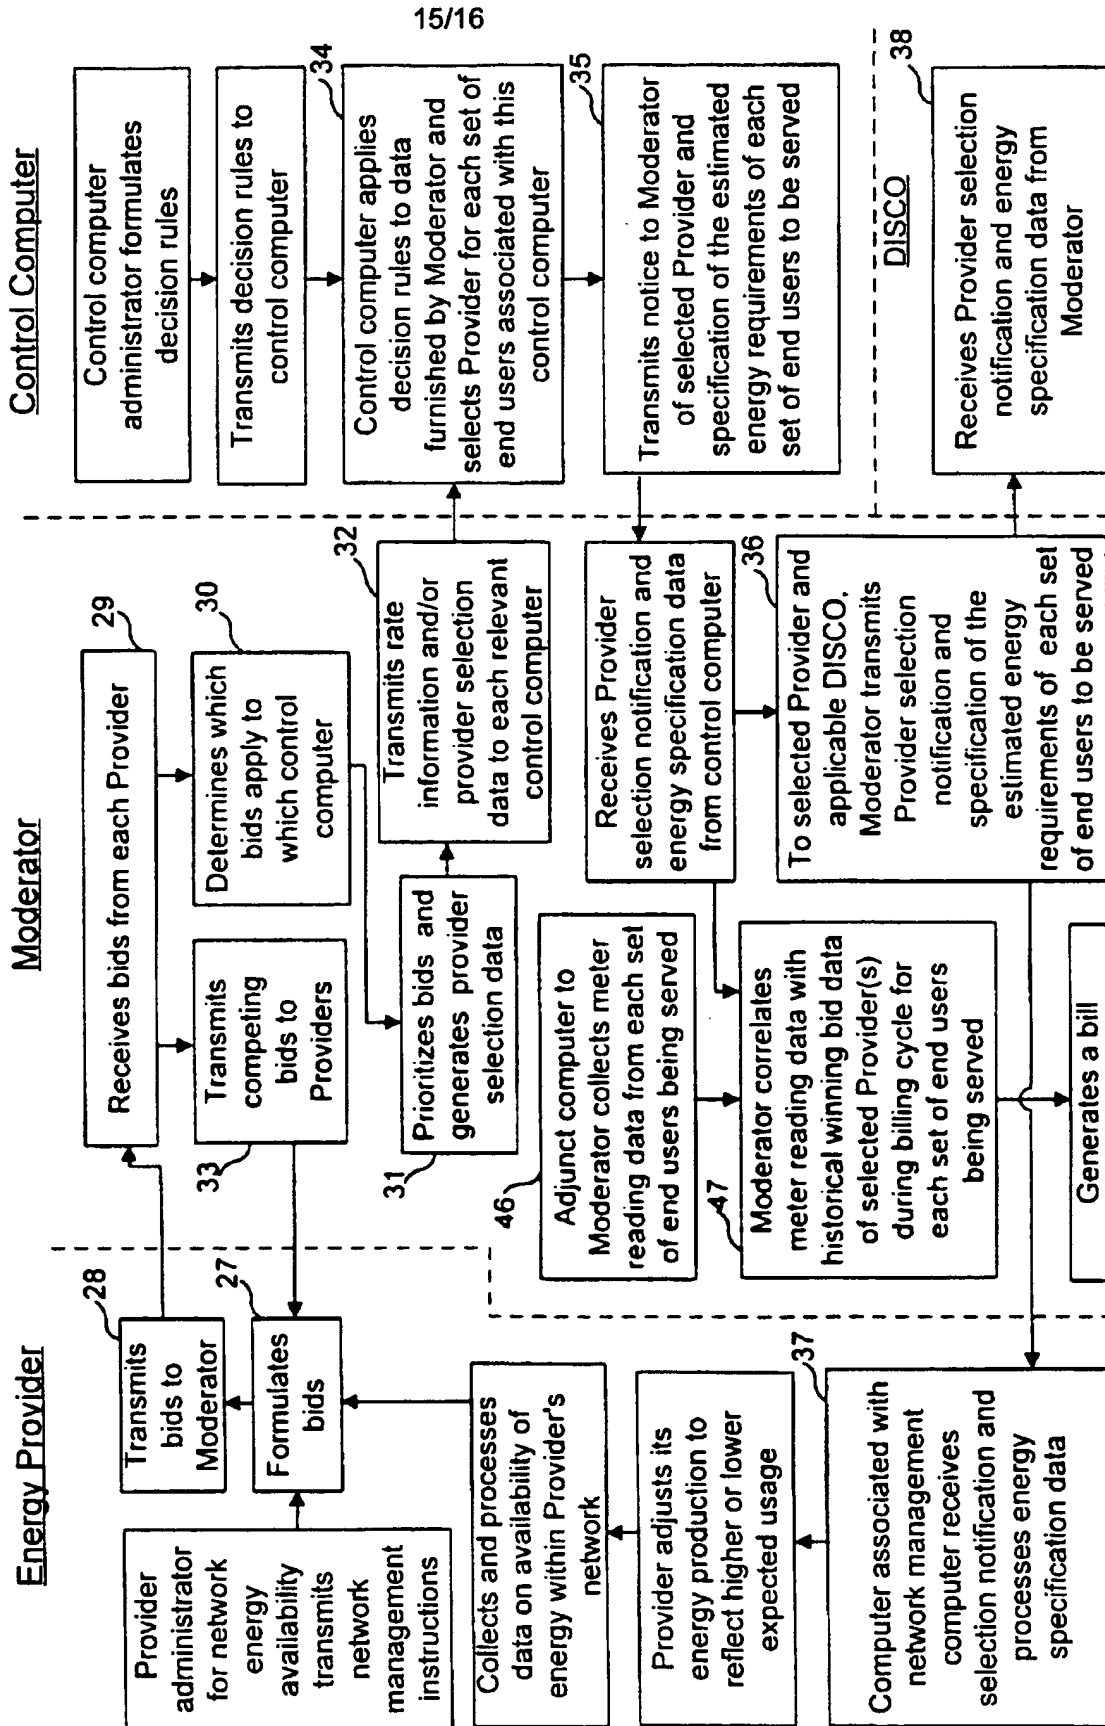 15/16
Energy Provider
Provider
administrator
for network
energy
availability
transmits
network
management
instructions
28
Transmits
bids to
Moderator
27
Formulates
bids
Collects and processes
data on availability of
energy within Provider's
network
Provider adjusts its
energy production to
reflect higher or lower
expected usage
37
Computer associated with
network management
computer receives
selection notification and
processes energy
specification data
Moderator
29
Receives bids from each Provider
33
Transmits
competing
bids to
Providers
30
Determines which
bids apply to
which control
computer
31
Prioritizes bids and
generates provider
selection data
32
Transmits rate
information and/or
provider selection
data to each relevant
control computer
46
Adjunct computer to
Moderator collects meter
reading data from each set
of end users being served
Receives Provider
selection notification and
energy specification data
from control computer
47
Moderator correlates
meter reading data with
historical winning bid data
of selected Provider(s)
during billing cycle for
each set of end users
being served
36
To selected Provider and
applicable DISCO,
Moderator transmits
Provider selection
notification and
specification of the
estimated energy
requirements of each set
of end users to be served
Generates a bill
Control Computer
Control computer
administrator formulates
decision rules
Transmits decision rules to
control computer
34
Control computer applies
decision rules to data
furnished by Moderator and
selects Provider for each set of
end users associated with this
control computer
35
Transmits notice to Moderator
of selected Provider and
specification of the estimated
energy requirements of each
set of end users to be served
DISCO
38
Receives Provider selection
notification and energy
specification data from
Moderator